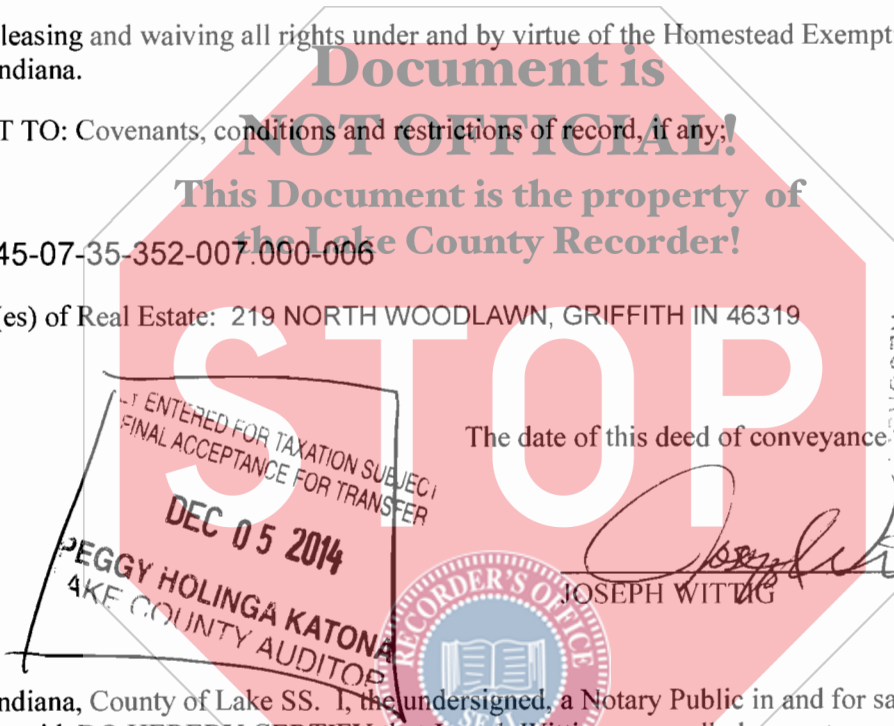 leasing and waiving all rights under and by virtue of the Homestead Exempt
ndiana.
Document is
T TO: Covenants, conditions and restrictions of record, if any;
NOT OFFICIAL!
This Document is the property of
the Lake County Recorder!
45-07-35-352-007.000-006
(es) of Real Estate: 219 NORTH WOODLAWN, GRIFFITH IN 46319
STOP
ENTERED FOR TAXATION SUBJECT
FINAL ACCEPTANCE FOR TRANSFER
The date of this deed of conveyance
DEC 05 2014
PEGGY HOLINGA KATONA
LAKE COUNTY AUDITOR
JOSEPH WITTIG
RECORDER'S OFFICE
SEAL
ndiana, County of Lake SS. I, the undersigned, a Notary Public in and for sa